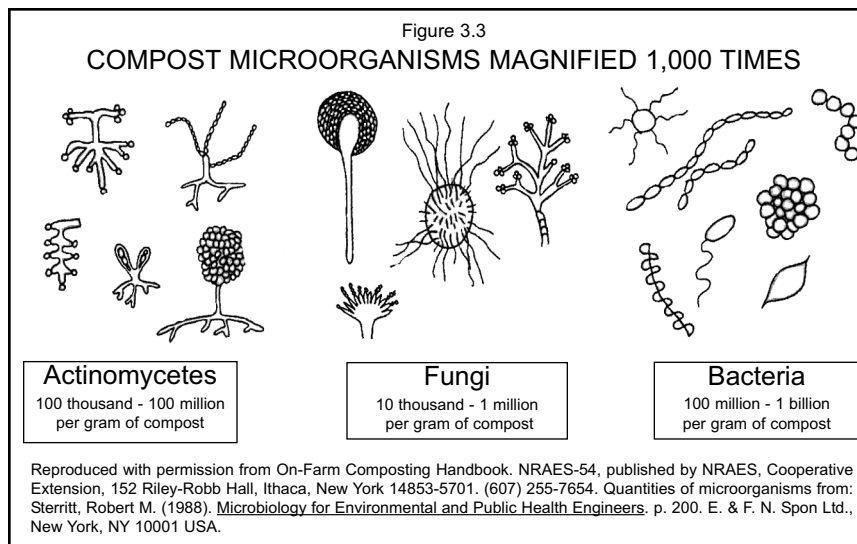 Figure 3.3
COMPOST MICROORGANISMS MAGNIFIED 1,000 TIMES
Actinomycetes
100 thousand - 100 million
per gram of compost
Fungi
10 thousand - 1 million
per gram of compost
Bacteria
100 million - 1 billion
per gram of compost
Reproduced with permission from On-Farm Composting Handbook. NRAES-54, published by NRAES, Cooperative
Extension, 152 Riley-Robb Hall, Ithaca, New York 14853-5701. (607) 255-7654. Quantities of microorganisms from:
Sterritt, Robert M. (1988). Microbiology for Environmental and Public Health Engineers. p. 200. E. & F. N. Spon Ltd.,
New York, NY 10001 USA.